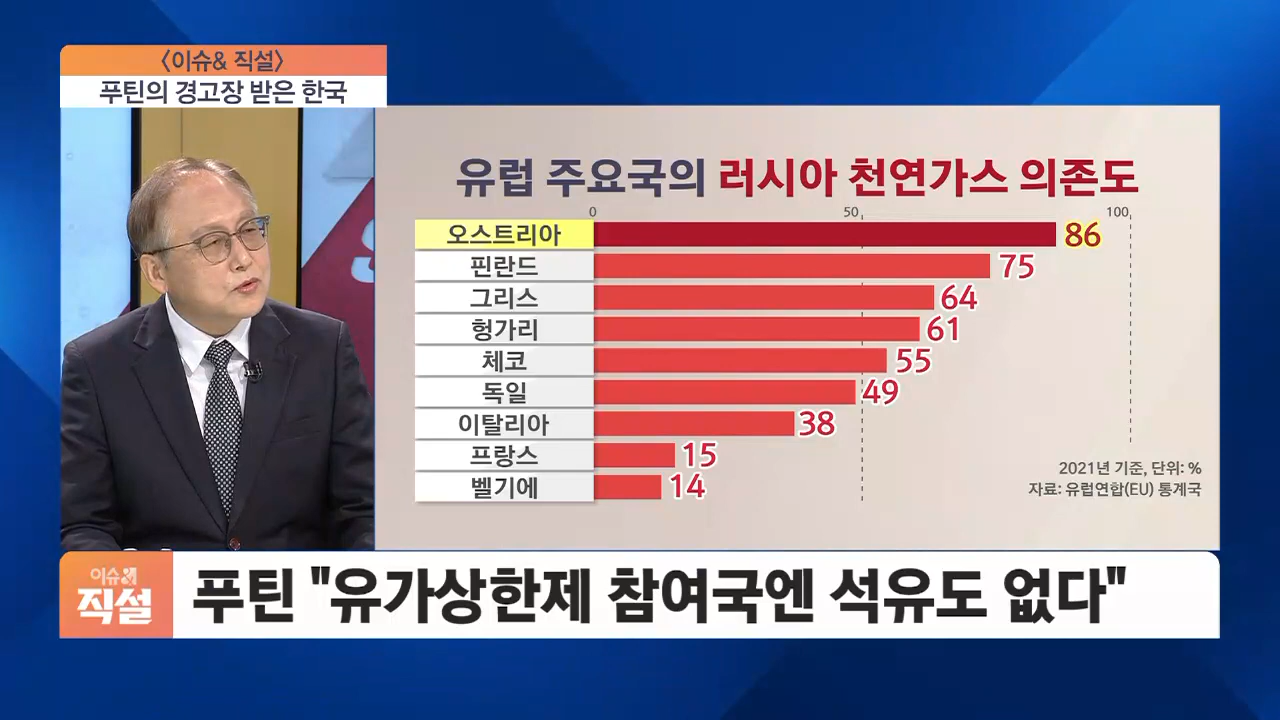 〈이슈& 직설〉
푸틴의 경고장 받은 한국
유럽 주요국의 러시아 천연가스 의존도
0 50 100
오스트리아 86
핀란드 75
그리스 64
헝가리 61
체코 55
독일 49
이탈리아 38
프랑스 15
벨기에 14
2021년 기준, 단위: %
자료: 유럽연합(EU) 통계국
이슈&
직설
푸틴 "유가상한제 참여국엔 석유도 없다"